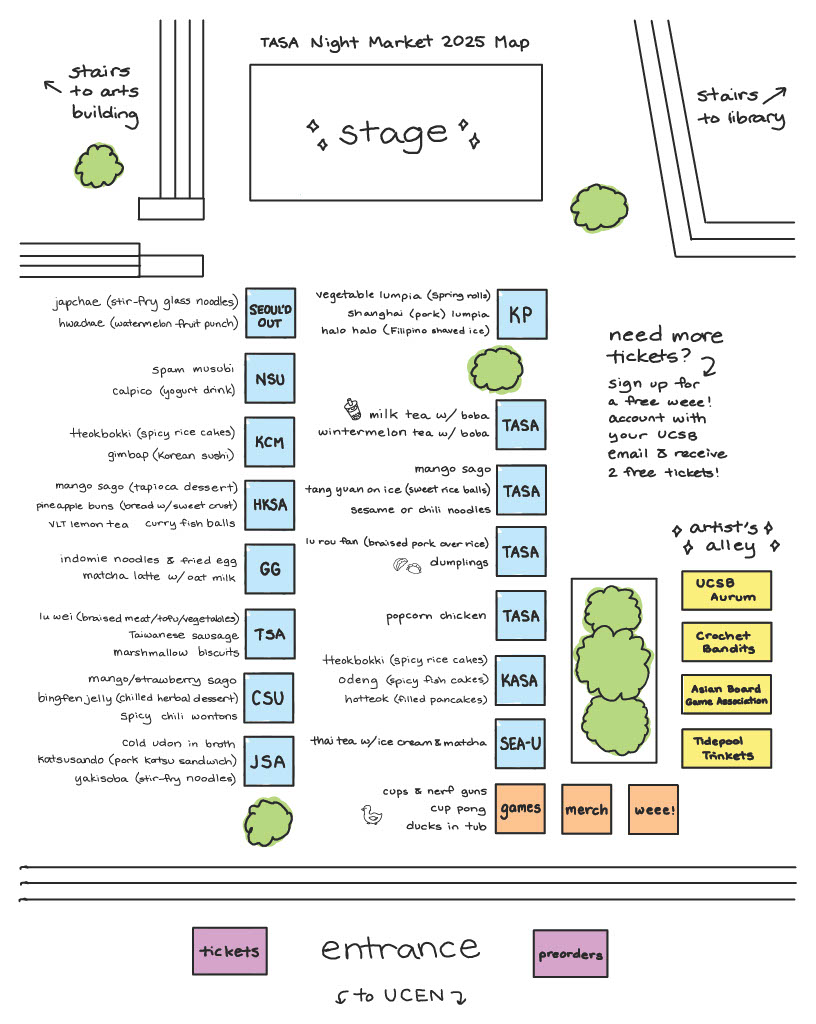 TASA Night Market 2025 Map
stairs
to arts
building
stage
stairs
to library
japchae (stir-fry glass noodles)
hwachae (watermelon fruit punch)
SEOUL'D
OUT
spam musubi
calpico (yogurt drink)
NSU
tteokbokki (spicy rice cakes)
gimbap (Korean sushi)
KCM
mango sago (tapioca dessert)
pineapple buns (bread w/sweet crust)
VLT lemon tea curry fish balls
HKSA
indomie noodles & fried egg
matcha latte w/oat milk
GG
lu wei (braised meat/tofu/vegetables)
Taiwanese sausage
marshmallow biscuits
TSA
mango/strawberry sago
bingfen jelly (chilled herbal dessert)
spicy chili wontons
CSU
cold udon in broth
katsusando (pork katsu sandwich)
yakisoba (stir-fry noodles)
JSA
vegetable lumpia (spring rolls)
shanghai (pork) lumpia
halo halo (Filipino shaved ice)
KP
milk tea w/ boba
wintermelon tea w/ boba
TASA
mango sago
tang yuan on ice (sweet rice balls)
sesame or chili noodles
TASA
lu rou fan (braised pork over rice)
dumplings
TASA
popcorn chicken
TASA
tteokbokki (spicy rice cakes)
odeng (spicy fish cakes)
hotteok (filled pancakes)
KASA
thai tea w/ice cream & matcha
SEA-U
cups & nerf guns
cup pong
ducks in tub
games
merch
weee!
need more
tickets?
sign up for
a free weee!
account with
your UCSB
email & receive
2 free tickets!
artist's
alley
UCSB
Aurum
Crochet
Bandits
Asian Board
Game Association
Tidepool
Trinkets
tickets
entrance
preorders
to UCEN